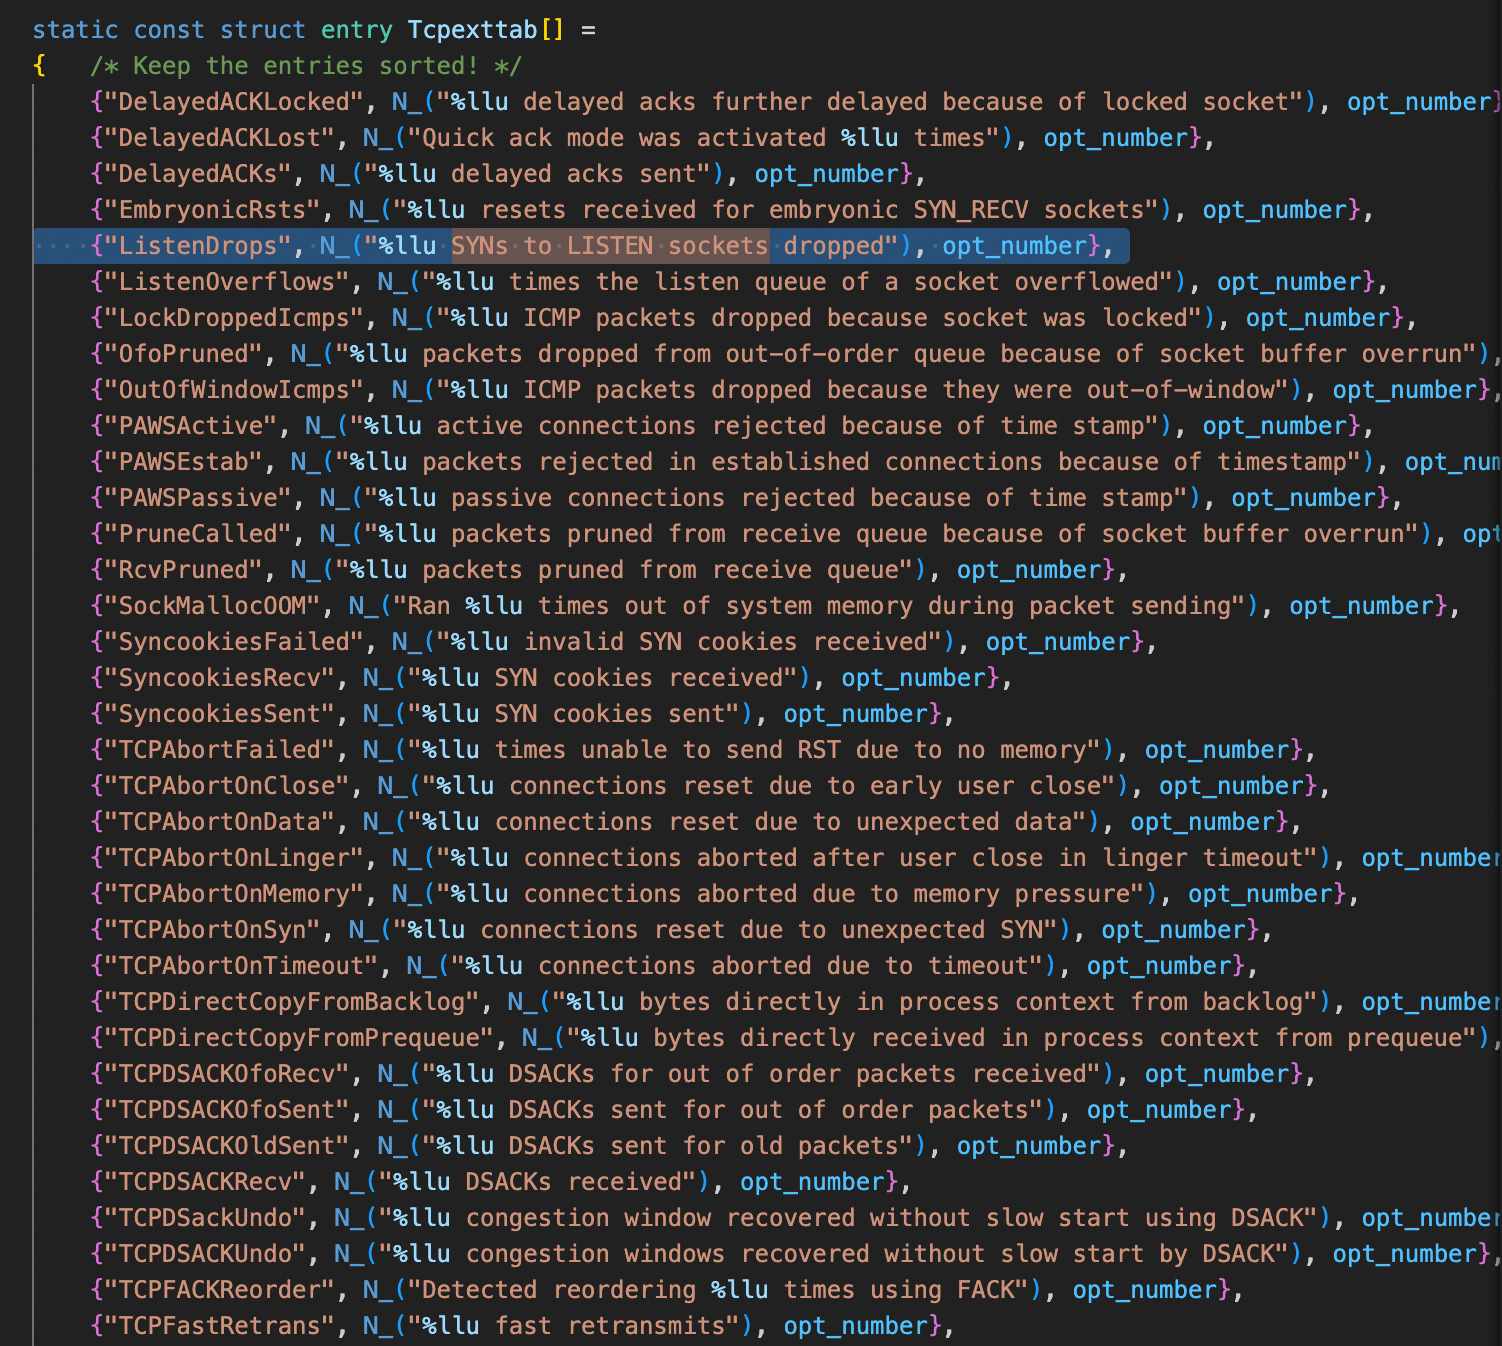 static const struct entry Tcpexttab[] =
{   /* Keep the entries sorted! */
    {"DelayedACKLocked", N_("%llu delayed acks further delayed because of locked socket"), opt_number}
    {"DelayedACKLost", N_("Quick ack mode was activated %llu times"), opt_number},
    {"DelayedACKs", N_("%llu delayed acks sent"), opt_number},
    {"EmbryonicRsts", N_("%llu resets received for embryonic SYN_RECV sockets"), opt_number},
    {"ListenDrops", N_("%llu SYNs to LISTEN sockets dropped"), opt_number},
    {"ListenOverflows", N_("%llu times the listen queue of a socket overflowed"), opt_number},
    {"LockDroppedIcmps", N_("%llu ICMP packets dropped because socket was locked"), opt_number},
    {"OfoPruned", N_("%llu packets dropped from out-of-order queue because of socket buffer overrun"),
    {"OutOfWindowIcmps", N_("%llu ICMP packets dropped because they were out-of-window"), opt_number},
    {"PAWSActive", N_("%llu active connections rejected because of time stamp"), opt_number},
    {"PAWSEstab", N_("%llu packets rejected in established connections because of timestamp"), opt_num
    {"PAWSPassive", N_("%llu passive connections rejected because of time stamp"), opt_number},
    {"PruneCalled", N_("%llu packets pruned from receive queue because of socket buffer overrun"), opt
    {"RcvPruned", N_("%llu packets pruned from receive queue"), opt_number},
    {"SockMallocOOM", N_("Ran %llu times out of system memory during packet sending"), opt_number},
    {"SyncookiesFailed", N_("%llu invalid SYN cookies received"), opt_number},
    {"SyncookiesRecv", N_("%llu SYN cookies received"), opt_number},
    {"SyncookiesSent", N_("%llu SYN cookies sent"), opt_number},
    {"TCPAbortFailed", N_("%llu times unable to send RST due to no memory"), opt_number},
    {"TCPAbortOnClose", N_("%llu connections reset due to early user close"), opt_number},
    {"TCPAbortOnData", N_("%llu connections reset due to unexpected data"), opt_number},
    {"TCPAbortOnLinger", N_("%llu connections aborted after user close in linger timeout"), opt_number
    {"TCPAbortOnMemory", N_("%llu connections aborted due to memory pressure"), opt_number},
    {"TCPAbortOnSyn", N_("%llu connections reset due to unexpected SYN"), opt_number},
    {"TCPAbortOnTimeout", N_("%llu connections aborted due to timeout"), opt_number},
    {"TCPDirectCopyFromBacklog", N_("%llu bytes directly in process context from backlog"), opt_number
    {"TCPDirectCopyFromPrequeue", N_("%llu bytes directly received in process context from prequeue"),
    {"TCPDSACKOfoRecv", N_("%llu DSACKs for out of order packets received"), opt_number},
    {"TCPDSACKOfoSent", N_("%llu DSACKs sent for out of order packets"), opt_number},
    {"TCPDSACKOldSent", N_("%llu DSACKs sent for old packets"), opt_number},
    {"TCPDSACKRecv", N_("%llu DSACKs received"), opt_number},
    {"TCPDSackUndo", N_("%llu congestion window recovered without slow start using DSACK"), opt_number
    {"TCPDSACKUndo", N_("%llu congestion windows recovered without slow start by DSACK"), opt_number},
    {"TCPFACKReorder", N_("Detected reordering %llu times using FACK"), opt_number},
    {"TCPFastRetrans", N_("%llu fast retransmits"), opt_number},